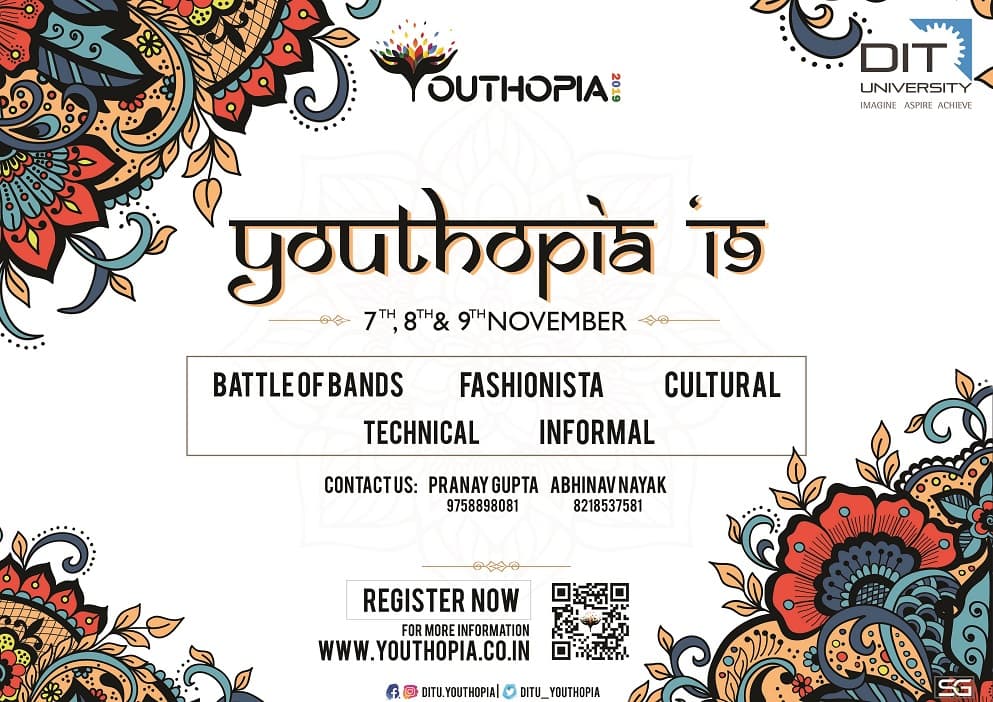 YOUTHOPIA 2019
DIT
UNIVERSITY
IMAGINE ASPIRE ACHIEVE
youthopia '19
7TH, 8TH & 9TH NOVEMBER
BATTLE OF BANDS FASHIONISTA CULTURAL
TECHNICAL INFORMAL
CONTACT US: PRANAY GUPTA ABHINAV NAYAK
9758898081 8218537581
REGISTER NOW
FOR MORE INFORMATION
WWW.YOUTHOPIA.CO.IN
DITU.YOUTHOPIA| DITU_YOUTHOPIA
SG